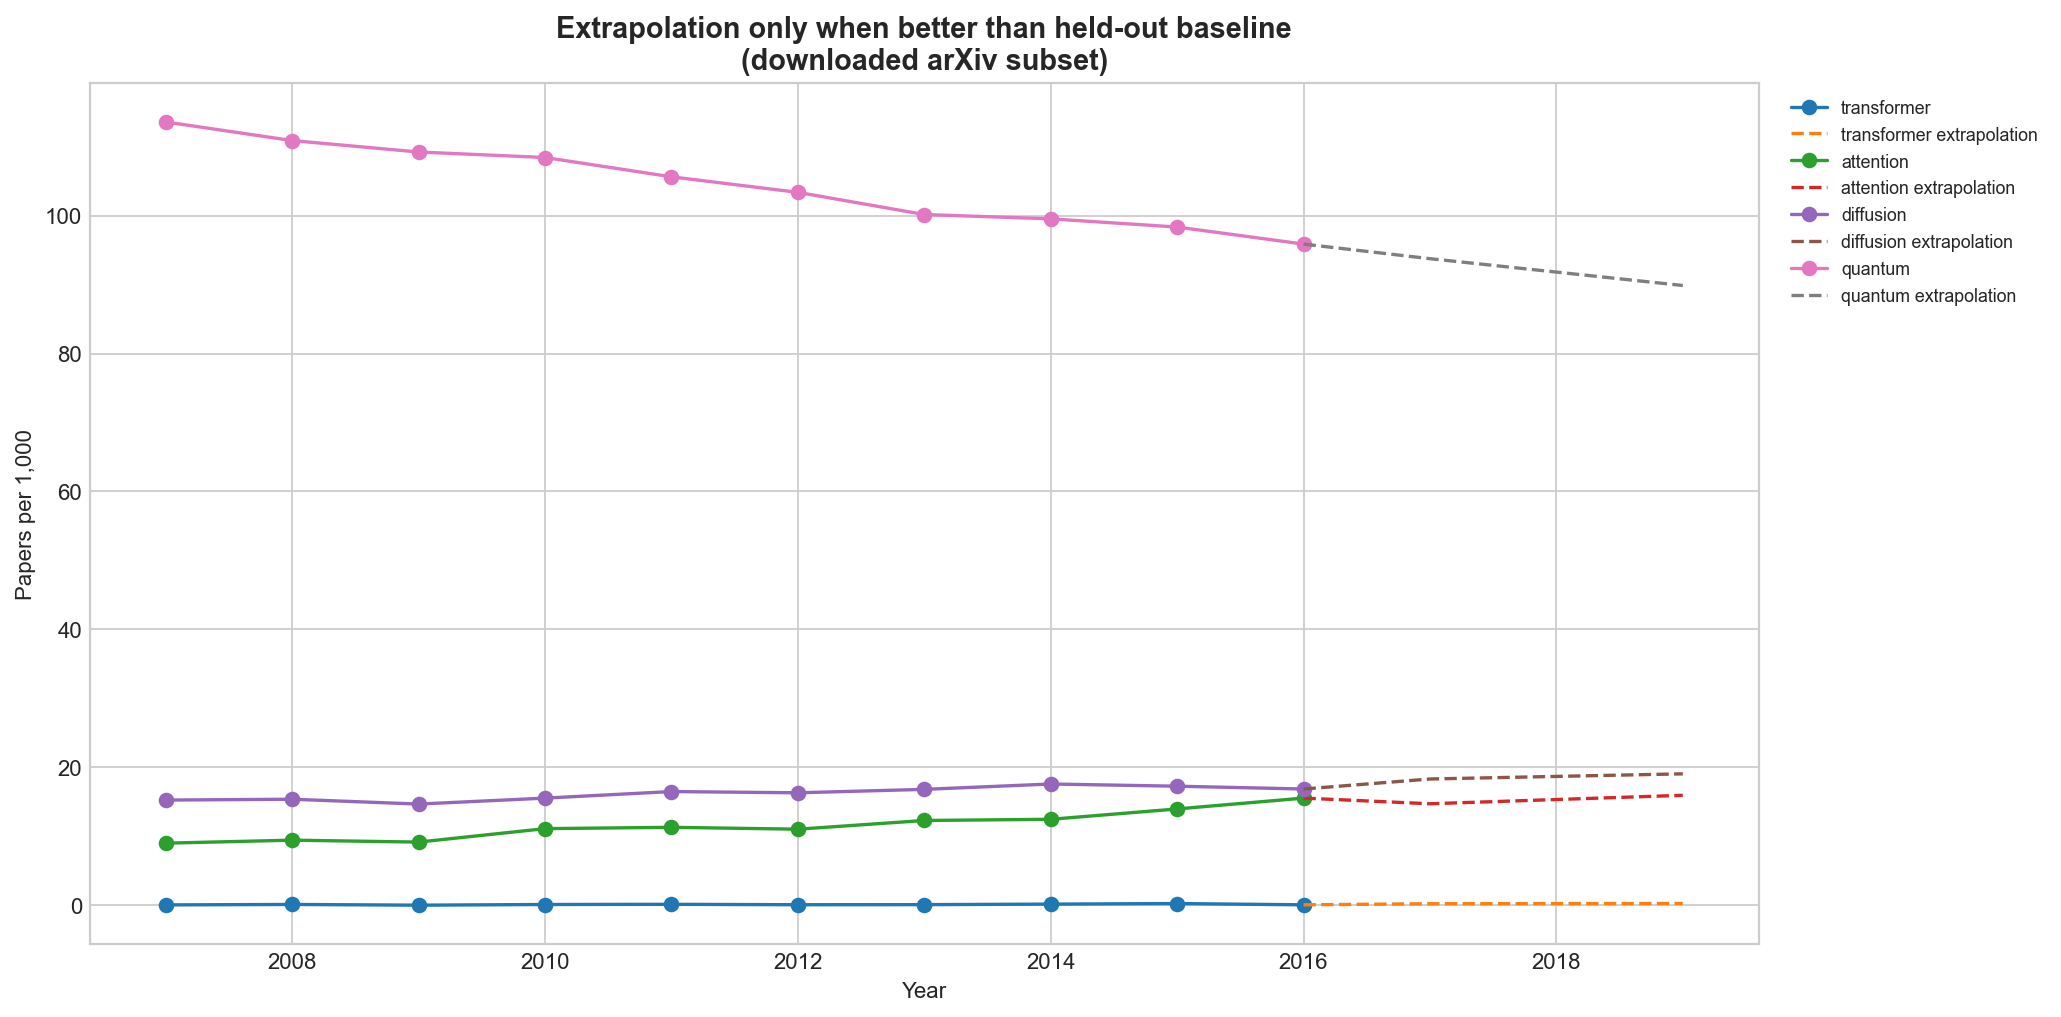 Extrapolation only when better than held-out baseline
(downloaded arXiv subset)
transformer
transformer extrapolation
attention
attention extrapolation
diffusion
diffusion extrapolation
quantum
quantum extrapolation
Papers per 1,000
100
80
60
40
20
0
2008
2010
2012
2014
2016
2018
Year